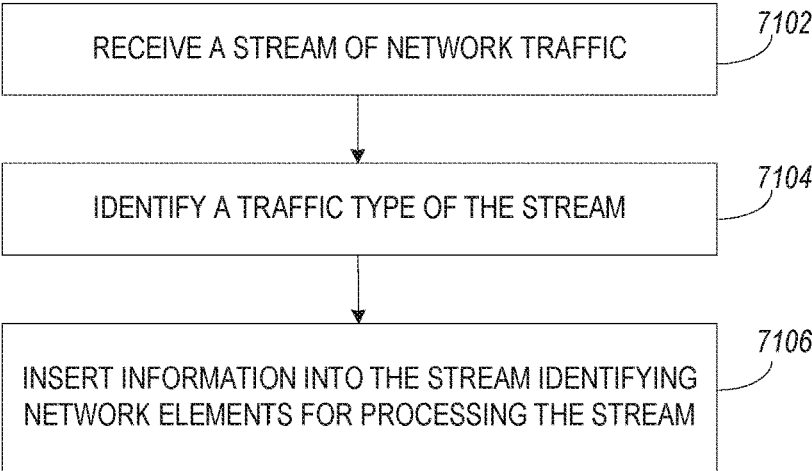 RECEIVE A STREAM OF NETWORK TRAFFIC
7102
IDENTIFY A TRAFFIC TYPE OF THE STREAM
7104
INSERT INFORMATION INTO THE STREAM IDENTIFYING
NETWORK ELEMENTS FOR PROCESSING THE STREAM
7106